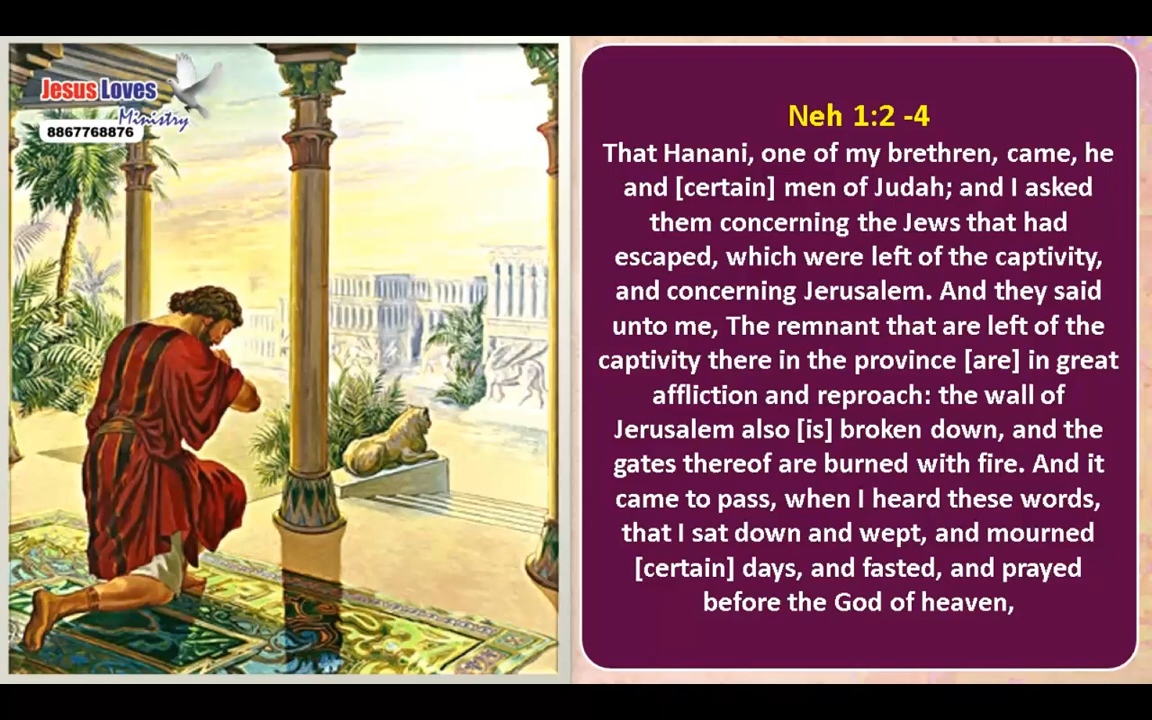 Jesus Loves
Ministry
8867768876
Neh 1:2 -4
That Hanani, one of my brethren, came, he
and [certain] men of Judah; and I asked
them concerning the Jews that had
escaped, which were left of the captivity,
and concerning Jerusalem. And they said
unto me, The remnant that are left of the
captivity there in the province [are] in great
affliction and reproach: the wall of
Jerusalem also [is] broken down, and the
gates thereof are burned with fire. And it
came to pass, when I heard these words,
that I sat down and wept, and mourned
[certain] days, and fasted, and prayed
before the God of heaven,